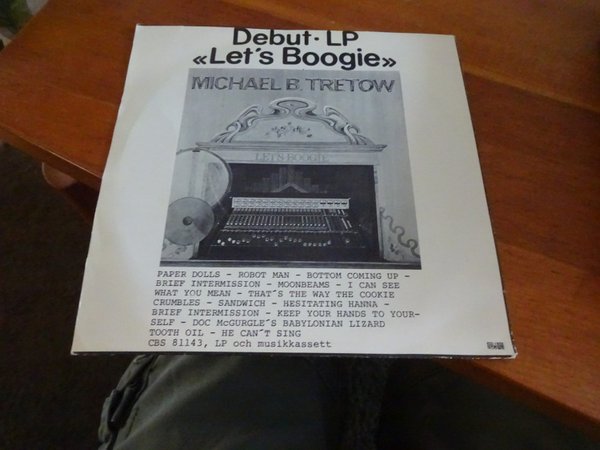 Debut · LP
«Let´s Boogie»
MICHAEL B. TRETOW
LET'S BOOGIE
PAPER DOLLS - ROBOT MAN - BOTTOM COMING UP -
BRIEF INTERMISSION - MOONBEAMS - I CAN SEE
WHAT YOU MEAN - THAT´S THE WAY THE COOKIE
CRUMBLES - SANDWICH - HESITATING HANNA -
BRIEF INTERMISSION - KEEP YOUR HANDS TO YOUR-
SELF - DOC McGURGLE´S BABYLONIAN LIZARD
TOOTH OIL - HE CAN´T SING
CBS 81143, LP och musikkassett